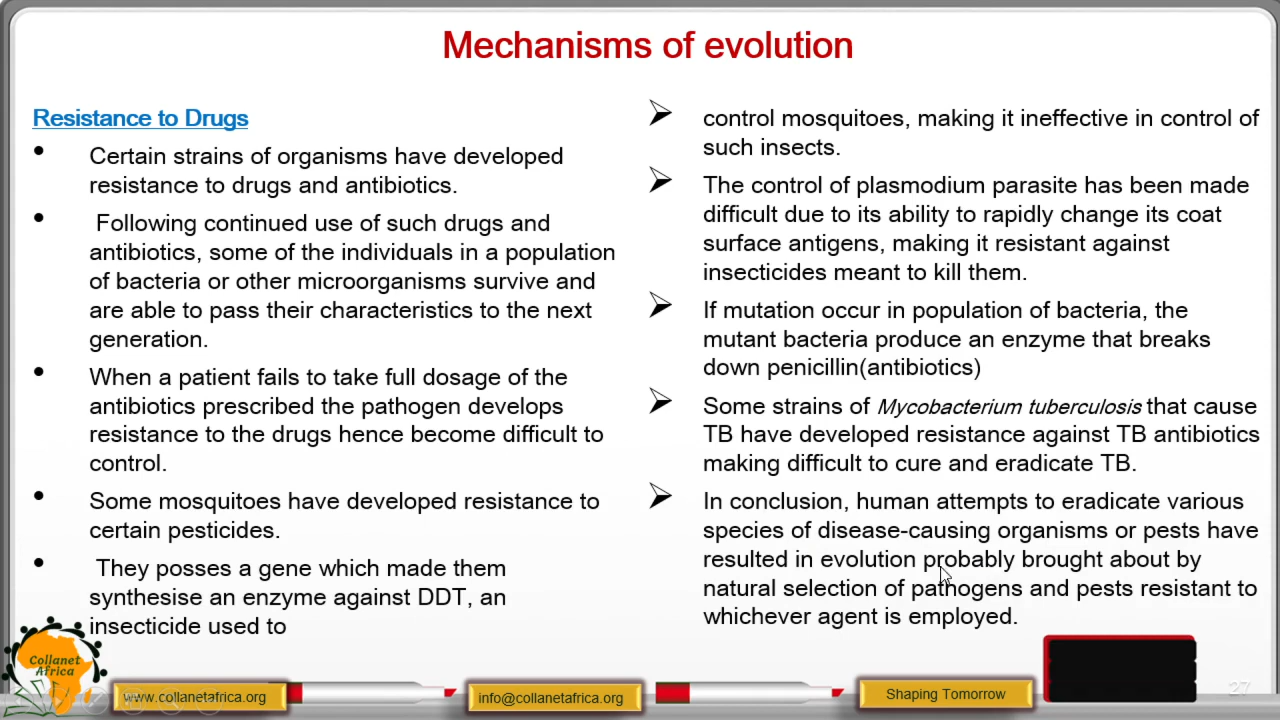 Mechanisms of evolution
Resistance to Drugs
Certain strains of organisms have developed
resistance to drugs and antibiotics.
Following continued use of such drugs and
antibiotics, some of the individuals in a population
of bacteria or other microorganisms survive and
are able to pass their characteristics to the next
generation.
When a patient fails to take full dosage of the
antibiotics prescribed the pathogen develops
resistance to the drugs hence become difficult to
control.
Some mosquitoes have developed resistance to
certain pesticides.
They posses a gene which made them
synthesise an enzyme against DDT, an
insecticide used to
control mosquitoes, making it ineffective in control of
such insects.
The control of plasmodium parasite has been made
difficult due to its ability to rapidly change its coat
surface antigens, making it resistant against
insecticides meant to kill them.
If mutation occur in population of bacteria, the
mutant bacteria produce an enzyme that breaks
down penicillin(antibiotics)
Some strains of Mycobacterium tuberculosis that cause
TB have developed resistance against TB antibiotics
making difficult to cure and eradicate TB.
In conclusion, human attempts to eradicate various
species of disease-causing organisms or pests have
resulted in evolution probably brought about by
natural selection of pathogens and pests resistant to
whichever agent is employed.
Collanet
Africa
www.collanetafrica.org
info@collanetafrica.org
Shaping Tomorrow
27